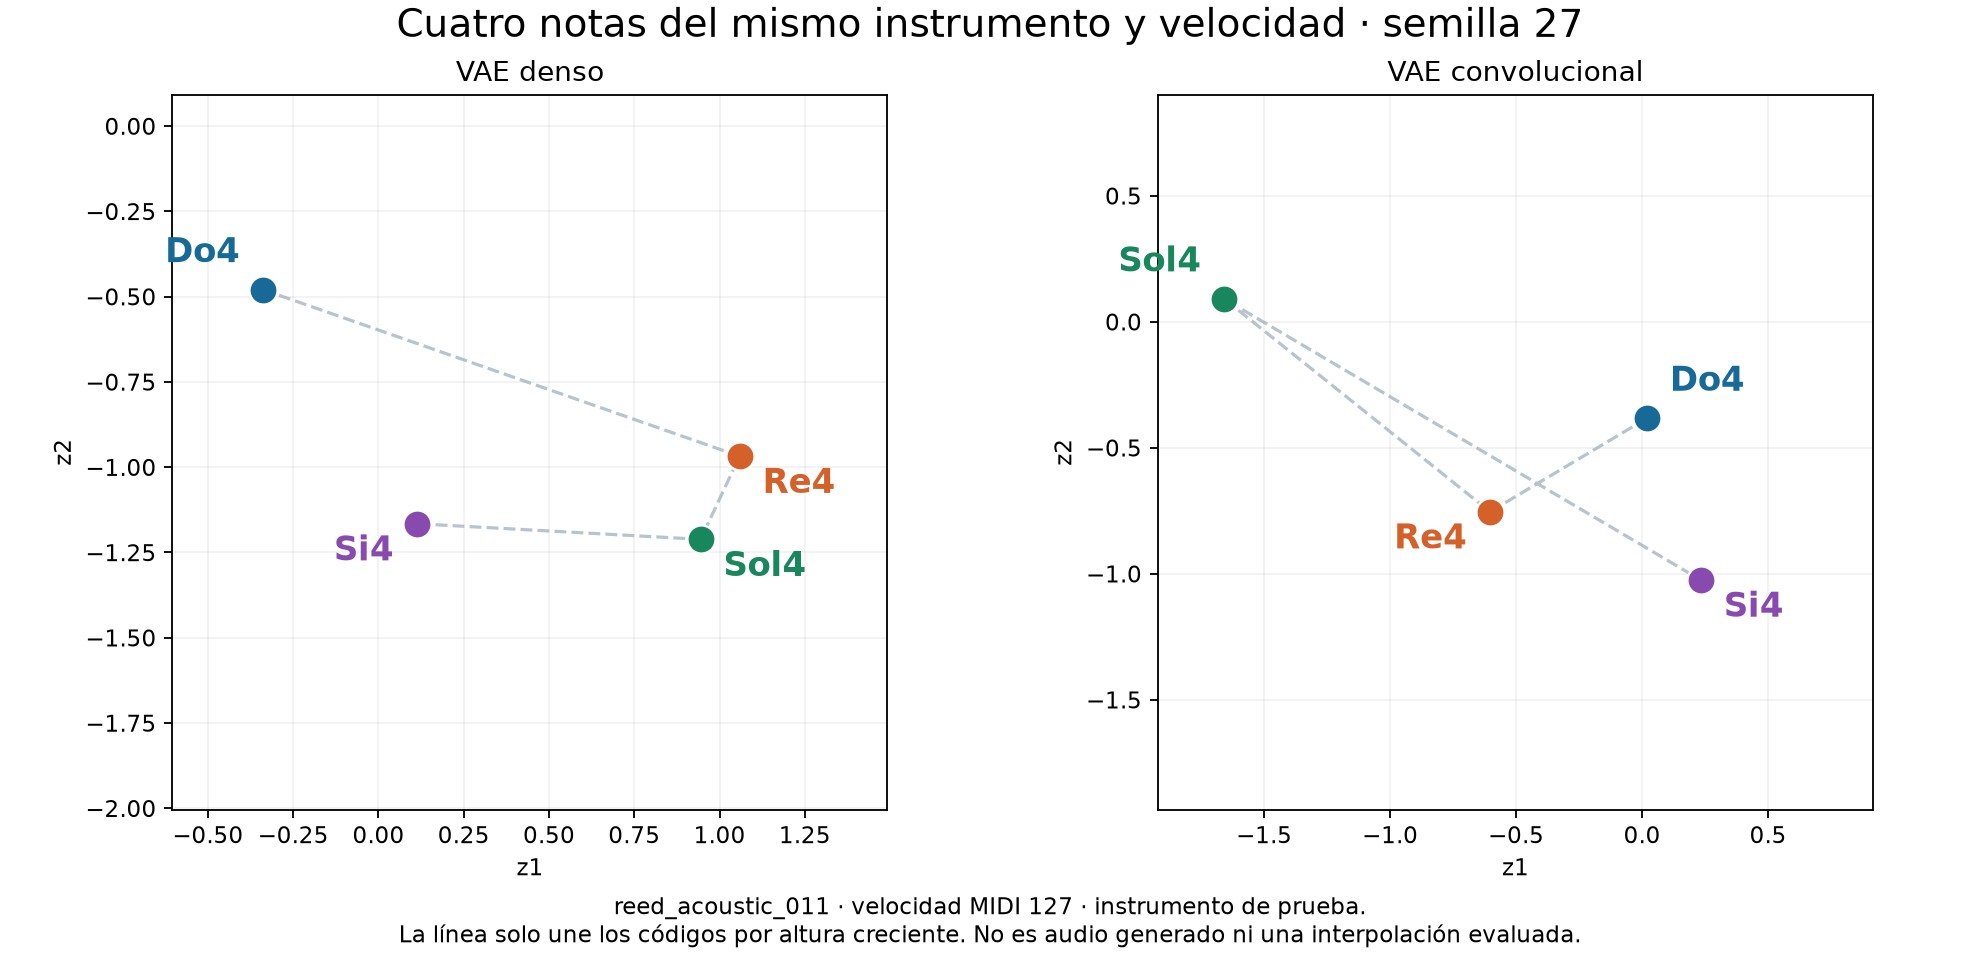 Cuatro notas del mismo instrumento y velocidad · semilla 27
VAE denso
0.00
−0.25
−0.50
−0.75
−1.00
−1.25
−1.50
−1.75
−2.00
z2
Do4
Re4
Si4
Sol4
−0.50 −0.25 0.00 0.25 0.50 0.75 1.00 1.25
z1
VAE convolucional
0.5
0.0
−0.5
−1.0
−1.5
z2
Sol4
Do4
Re4
Si4
−1.5 −1.0 −0.5 0.0 0.5
z1
reed_acoustic_011 · velocidad MIDI 127 · instrumento de prueba.
La línea solo une los códigos por altura creciente. No es audio generado ni una interpolación evaluada.